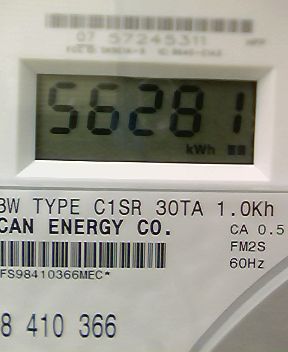 07 57245311
56281
kWh
3W TYPE C1SR 30TA 1.0Kh
CAN ENERGY CO.
CA 0.5
FM2S
60Hz
FS98410366MEC*
8 410 366